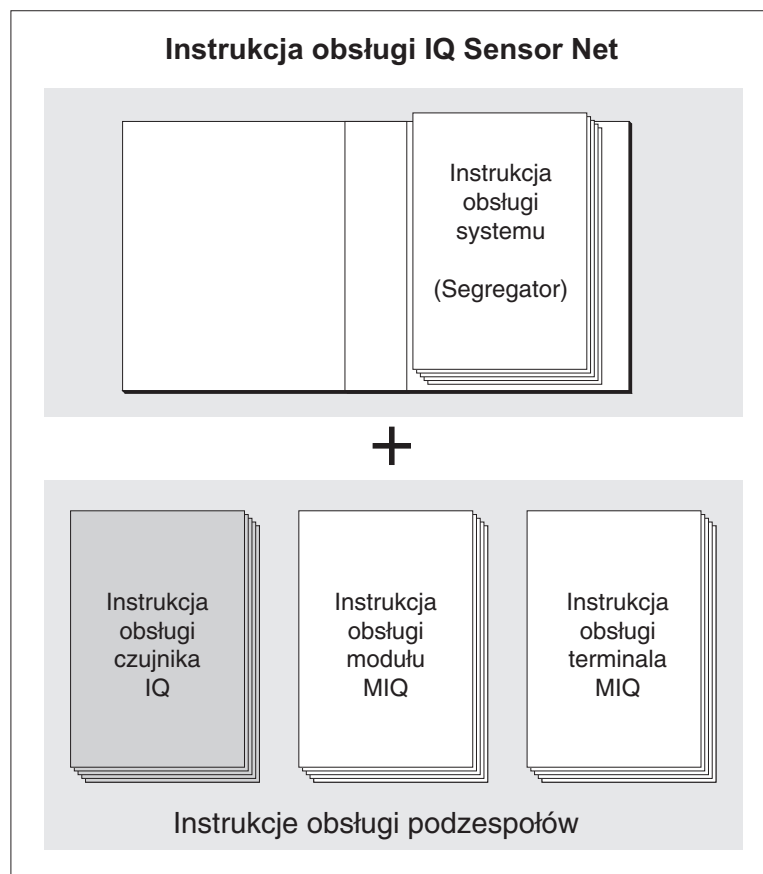 Instrukcja obsługi IQ Sensor Net
Instrukcja
obsługi
systemu
(Segregator)
+
Instrukcja
obsługi
czujnika
IQ
Instrukcja
obsługi
modułu
MIQ
Instrukcja
obsługi
terminala
MIQ
Instrukcje obsługi podzespołów